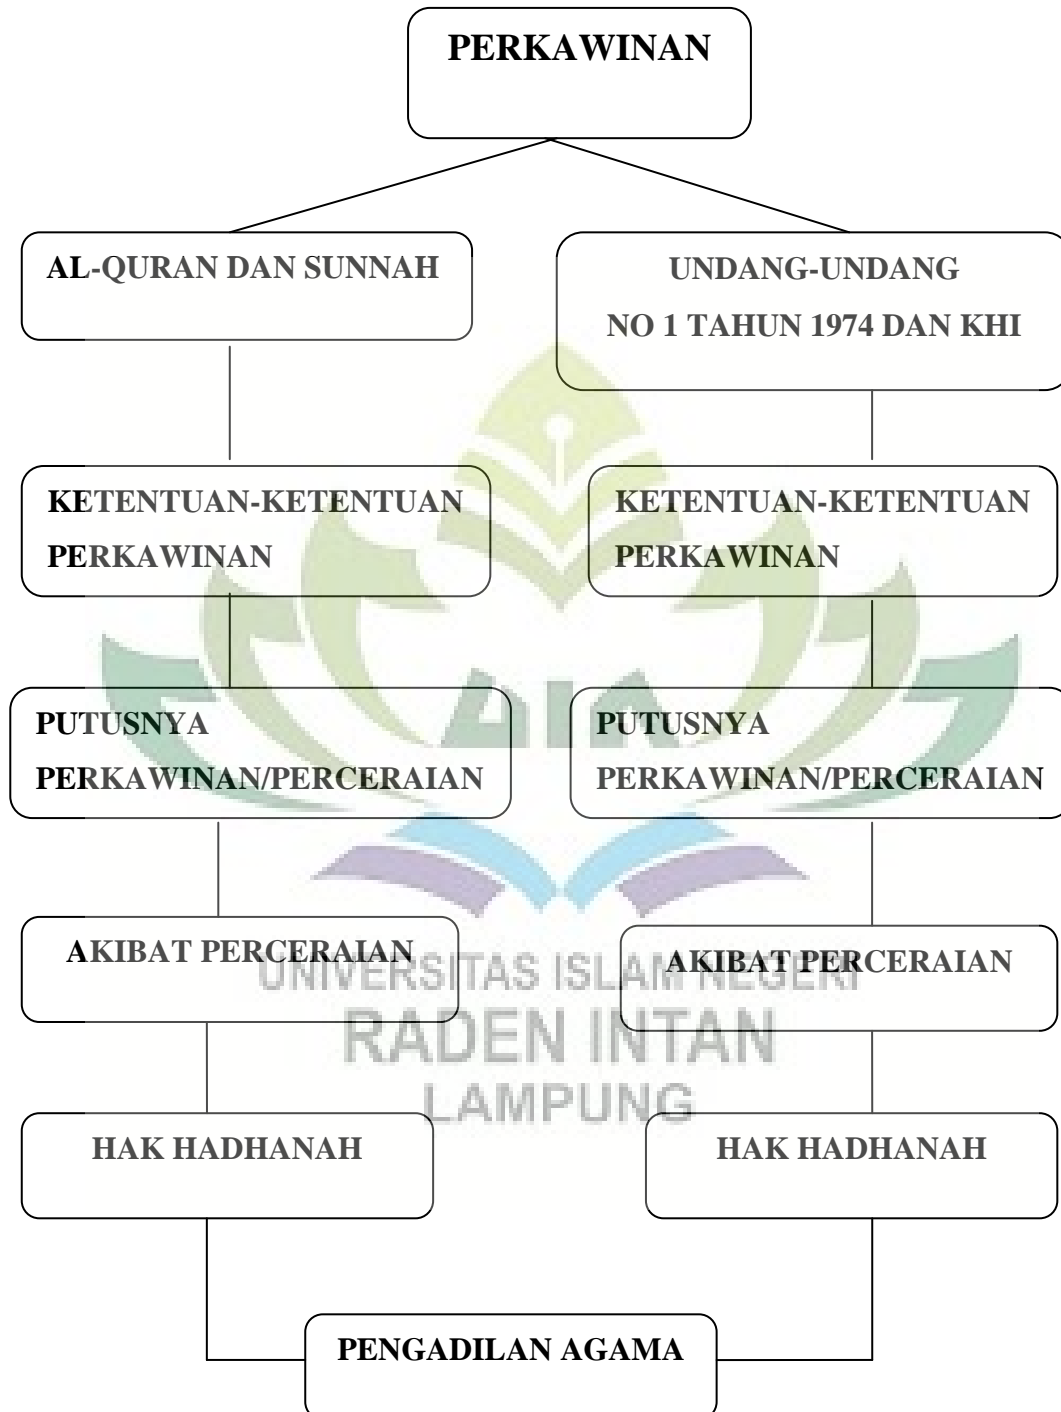 PERKAWINAN
AL-QURAN DAN SUNNAH
UNDANG-UNDANG
NO 1 TAHUN 1974 DAN KHI
KETENTUAN-KETENTUAN
PERKAWINAN
KETENTUAN-KETENTUAN
PERKAWINAN
PUTUSNYA
PERKAWINAN/PERCERAIAN
PUTUSNYA
PERKAWINAN/PERCERAIAN
AKIBAT PERCERAIAN
AKIBAT PERCERAIAN
UNIVERSITAS ISLAM NEGERI
RADEN INTAN
LAMPUNG
HAK HADHANAH
HAK HADHANAH
PENGADILAN AGAMA